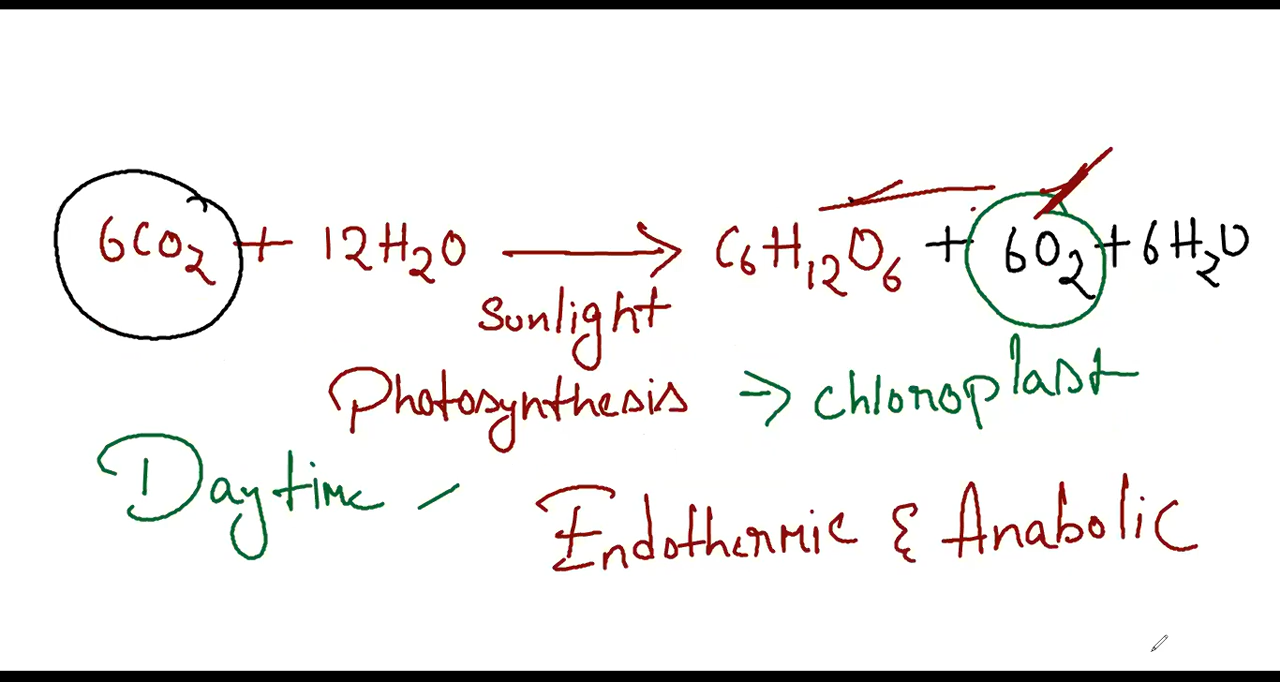 6CO₂ + 12H₂O → C₆H₁₂O₆ + 6O₂ + 6H₂O
Sunlight
Photosynthesis → chloroplast
Daytime
Endothermic & Anabolic